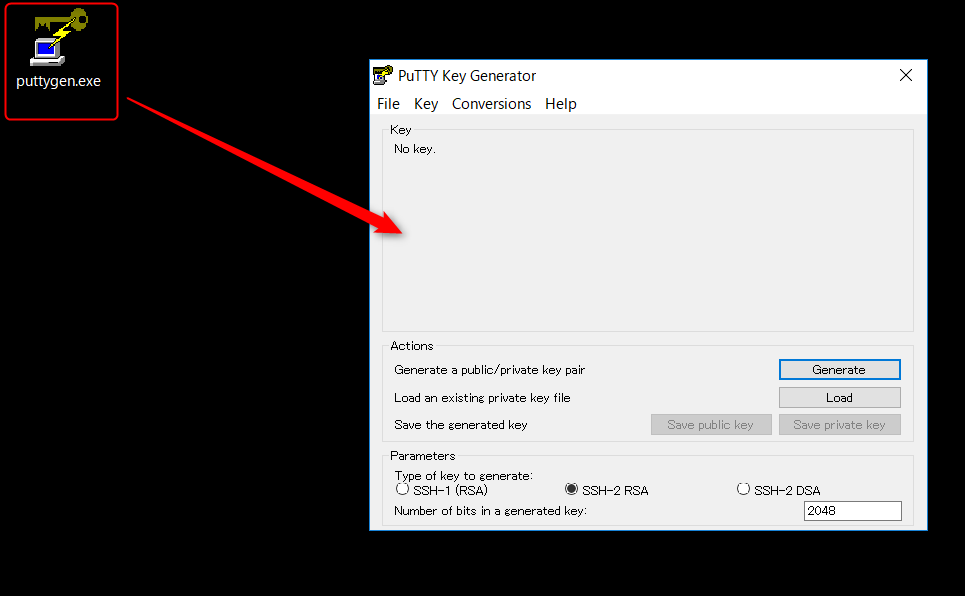 puttygen.exe
PuTTY Key Generator
File Key Conversions Help
Key
No key.
Actions
Generate a public/private key pair
Generate
Load an existing private key file
Load
Save the generated key
Save public key
Save private key
Parameters
Type of key to generate:
SSH-1 (RSA)
SSH-2 RSA
SSH-2 DSA
Number of bits in a generated key:
2048